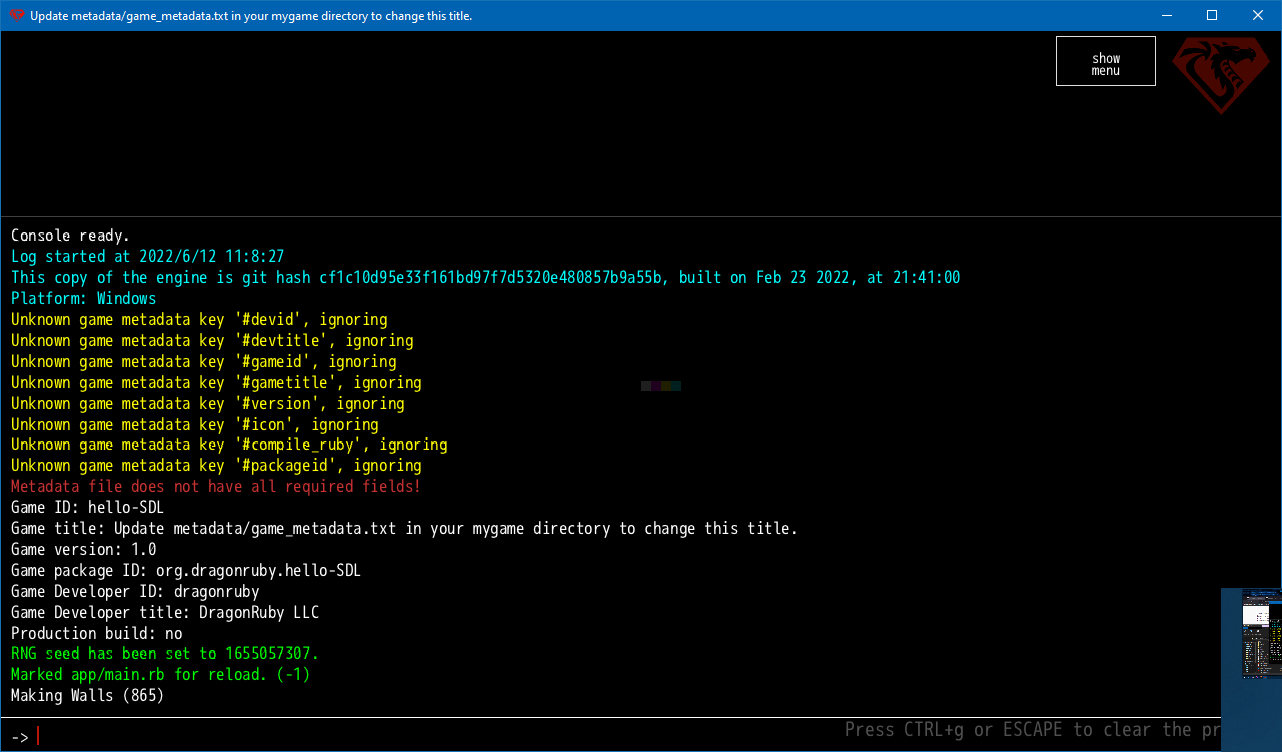 Update metadata/game_metadata.txt in your mygame directory to change this title.
show
menu
Console ready.
Log started at 2022/6/12 11:8:27
This copy of the engine is git hash cf1c10d95e33f161bd97f7d5320e480857b9a55b, built on Feb 23 2022, at 21:41:00
Platform: Windows
Unknown game metadata key '#devid', ignoring
Unknown game metadata key '#devtitle', ignoring
Unknown game metadata key '#gameid', ignoring
Unknown game metadata key '#gametitle', ignoring
Unknown game metadata key '#version', ignoring
Unknown game metadata key '#icon', ignoring
Unknown game metadata key '#compile_ruby', ignoring
Unknown game metadata key '#packageid', ignoring
Metadata file does not have all required fields!
Game ID: hello-SDL
Game title: Update metadata/game_metadata.txt in your mygame directory to change this title.
Game version: 1.0
Game package ID: org.dragonruby.hello-SDL
Game Developer ID: dragonruby
Game Developer title: DragonRuby LLC
Production build: no
RNG seed has been set to 1655057307.
Marked app/main.rb for reload. (-1)
Making Walls (865)
-> Press CTRL+g or ESCAPE to clear the pr